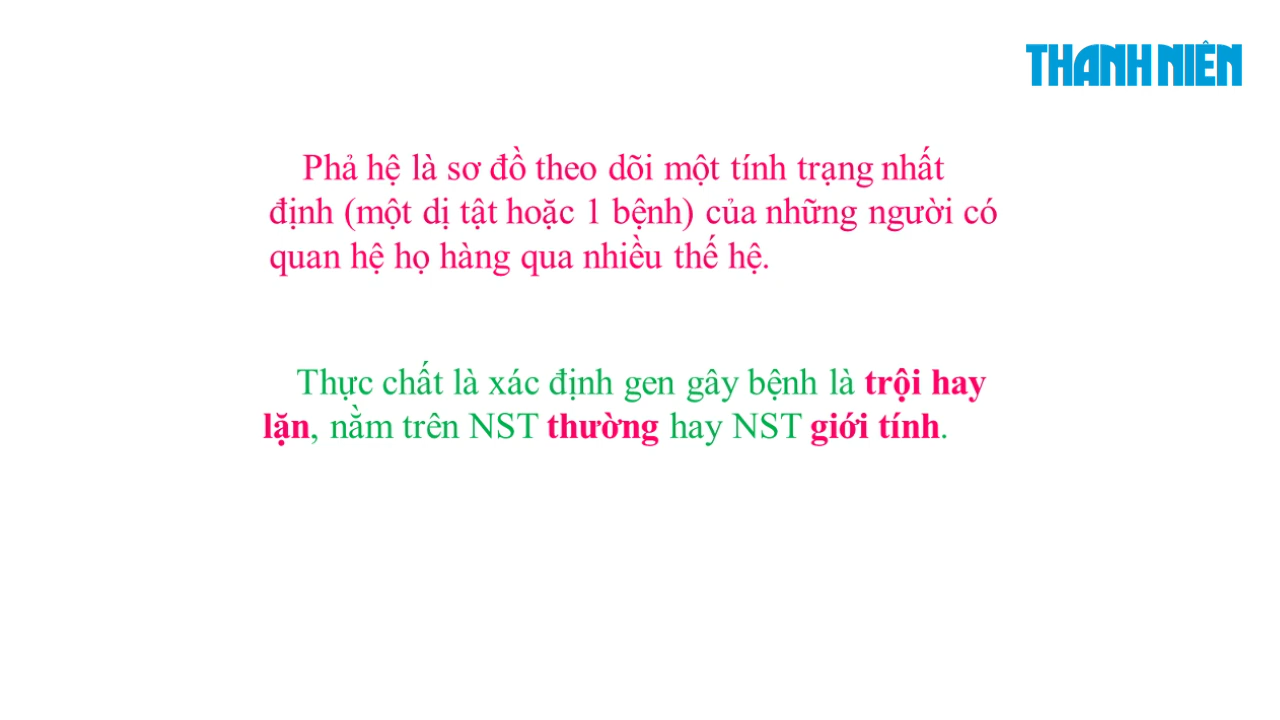 THANH NIÊN
Phả hệ là sơ đồ theo dõi một tính trạng nhất
định (một dị tật hoặc 1 bệnh) của những người có
quan hệ họ hàng qua nhiều thế hệ.
Thực chất là xác định gen gây bệnh là trội hay
lặn, nằm trên NST thường hay NST giới tính.